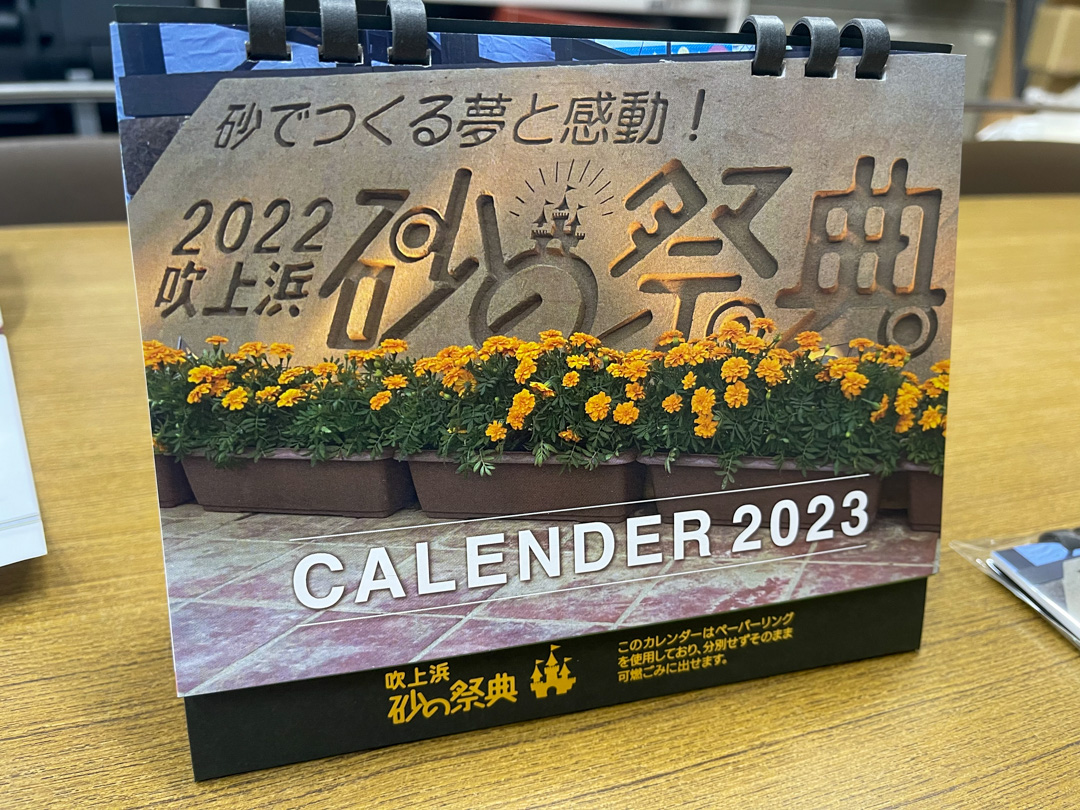 砂でつくる夢と感動！
2022
吹上浜
砂の祭典
CALENDER 2023
吹上浜
砂の祭典
このカレンダーはペーパーリング
を使用しており、分別せずそのまま
可燃ごみに出せます。